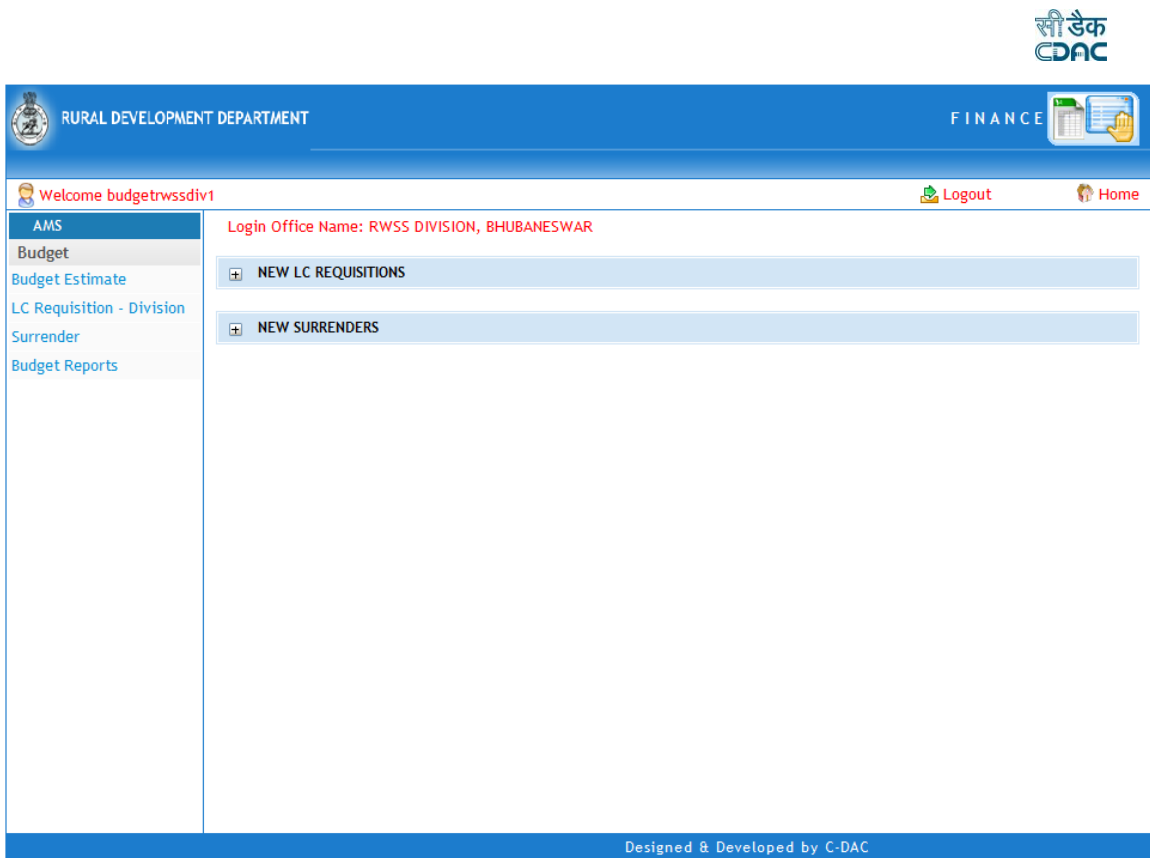 सी डैक
CDAC
RURAL DEVELOPMENT DEPARTMENT
FINANCE
Welcome budgetrwssdiv1
Logout
Home
AMS
Login Office Name: RWSS DIVISION, BHUBANESWAR
Budget
Budget Estimate
NEW LC REQUISITIONS
LC Requisition - Division
NEW SURRENDERS
Surrender
Budget Reports
Designed & Developed by C-DAC